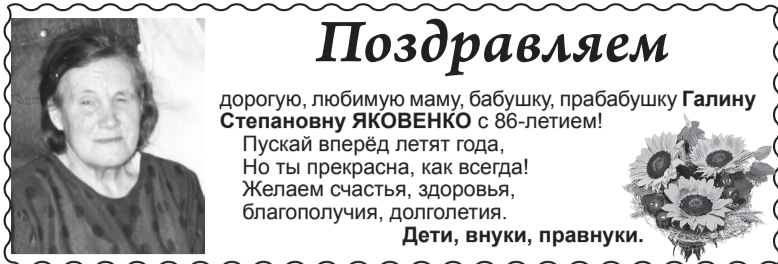 Поздравляем
дорогую, любимую маму, бабушку, прабабушку Галину
Степановну ЯКОВЕНКО с 86-летием!
Пускай вперёд летят года,
Но ты прекрасна, как всегда!
Желаем счастья, здоровья,
благополучия, долголетия.
Дети, внуки, правнуки.